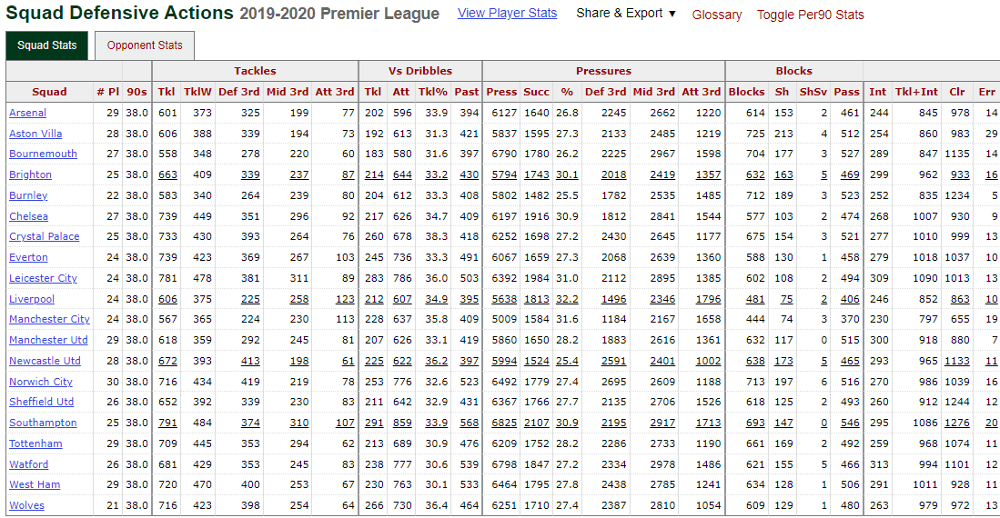 Squad Defensive Actions 2019-2020 Premier League View Player Stats Share & Export ▼ Glossary Toggle Per90 Stats
Squad Stats Opponent Stats
Tackles Vs Dribbles Pressures Blocks
Squad # Pl 90s Tkl TklW Def 3rd Mid 3rd Att 3rd Tkl Att Tkl% Past Press Succ % Def 3rd Mid 3rd Att 3rd Blocks Sh ShSv Pass Int Tkl+Int Clr Err
Arsenal 29 38.0 601 373 325 199 77 202 596 33.9 394 6127 1640 26.8 2245 2662 1220 614 153 2 461 244 845 978 14
Aston Villa 28 38.0 606 388 339 194 73 192 613 31.3 421 5837 1595 27.3 2133 2485 1219 725 213 4 512 254 860 983 29
Bournemouth 27 38.0 558 348 278 220 60 183 580 31.6 397 6790 1780 26.2 2225 2967 1598 704 177 3 527 289 847 1135 14
Brighton 25 38.0 663 409 339 237 87 214 644 33.2 430 5794 1743 30.1 2018 2419 1357 632 163 5 469 299 962 933 16
Burnley 22 38.0 583 340 264 239 80 204 612 33.3 408 5802 1482 25.5 1782 2535 1485 712 189 3 523 252 835 1234 5
Chelsea 27 38.0 739 449 351 296 92 217 626 34.7 409 6197 1916 30.9 1812 2841 1544 577 103 2 474 268 1007 930 9
Crystal Palace 25 38.0 733 430 393 264 76 260 678 38.3 418 6252 1698 27.2 2430 2645 1177 675 154 3 521 277 1010 999 13
Everton 24 38.0 739 423 369 267 103 245 736 33.3 491 6067 1659 27.3 2068 2639 1360 588 130 1 458 279 1018 1037 10
Leicester City 24 38.0 781 478 381 311 89 283 786 36.0 503 6392 1984 31.0 2112 2895 1385 602 108 2 494 309 1090 1013 13
Liverpool 24 38.0 606 375 225 258 123 212 607 34.9 395 5638 1813 32.2 1496 2346 1796 481 75 2 406 246 852 863 10
Manchester City 24 38.0 567 365 224 230 113 228 637 35.8 409 5009 1584 31.6 1184 2167 1658 444 74 3 370 230 797 655 19
Manchester Utd 29 38.0 618 359 292 245 81 207 626 33.1 419 5860 1650 28.2 1883 2616 1361 632 117 0 515 300 918 880 7
Newcastle Utd 28 38.0 672 393 413 198 61 225 622 36.2 397 5994 1524 25.4 2591 2401 1002 638 173 5 465 293 965 1133 11
Norwich City 30 38.0 716 434 419 219 78 253 776 32.6 523 6492 1779 27.4 2695 2609 1188 713 197 6 516 270 986 1039 16
Sheffield Utd 26 38.0 652 392 339 230 83 211 642 32.9 431 6367 1766 27.7 2135 2706 1526 618 125 2 493 260 912 1244 12
Southampton 25 38.0 791 484 374 310 107 291 859 33.9 568 6825 2107 30.9 2195 2917 1713 693 147 0 546 295 1086 1276 20
Tottenham 29 38.0 709 445 353 294 62 213 689 30.9 476 6209 1752 28.2 2286 2733 1190 661 169 2 492 259 968 1074 11
Watford 26 38.0 681 429 353 245 83 238 777 30.6 539 6798 1847 27.2 2334 2978 1486 621 155 5 466 313 994 1101 12
West Ham 29 38.0 720 470 400 253 67 230 763 30.1 533 6464 1795 27.8 2438 2785 1241 634 128 1 506 291 1011 928 11
Wolves 21 38.0 716 423 398 254 64 266 730 36.4 464 6251 1710 27.4 2387 2810 1054 609 129 1 480 263 979 972 13